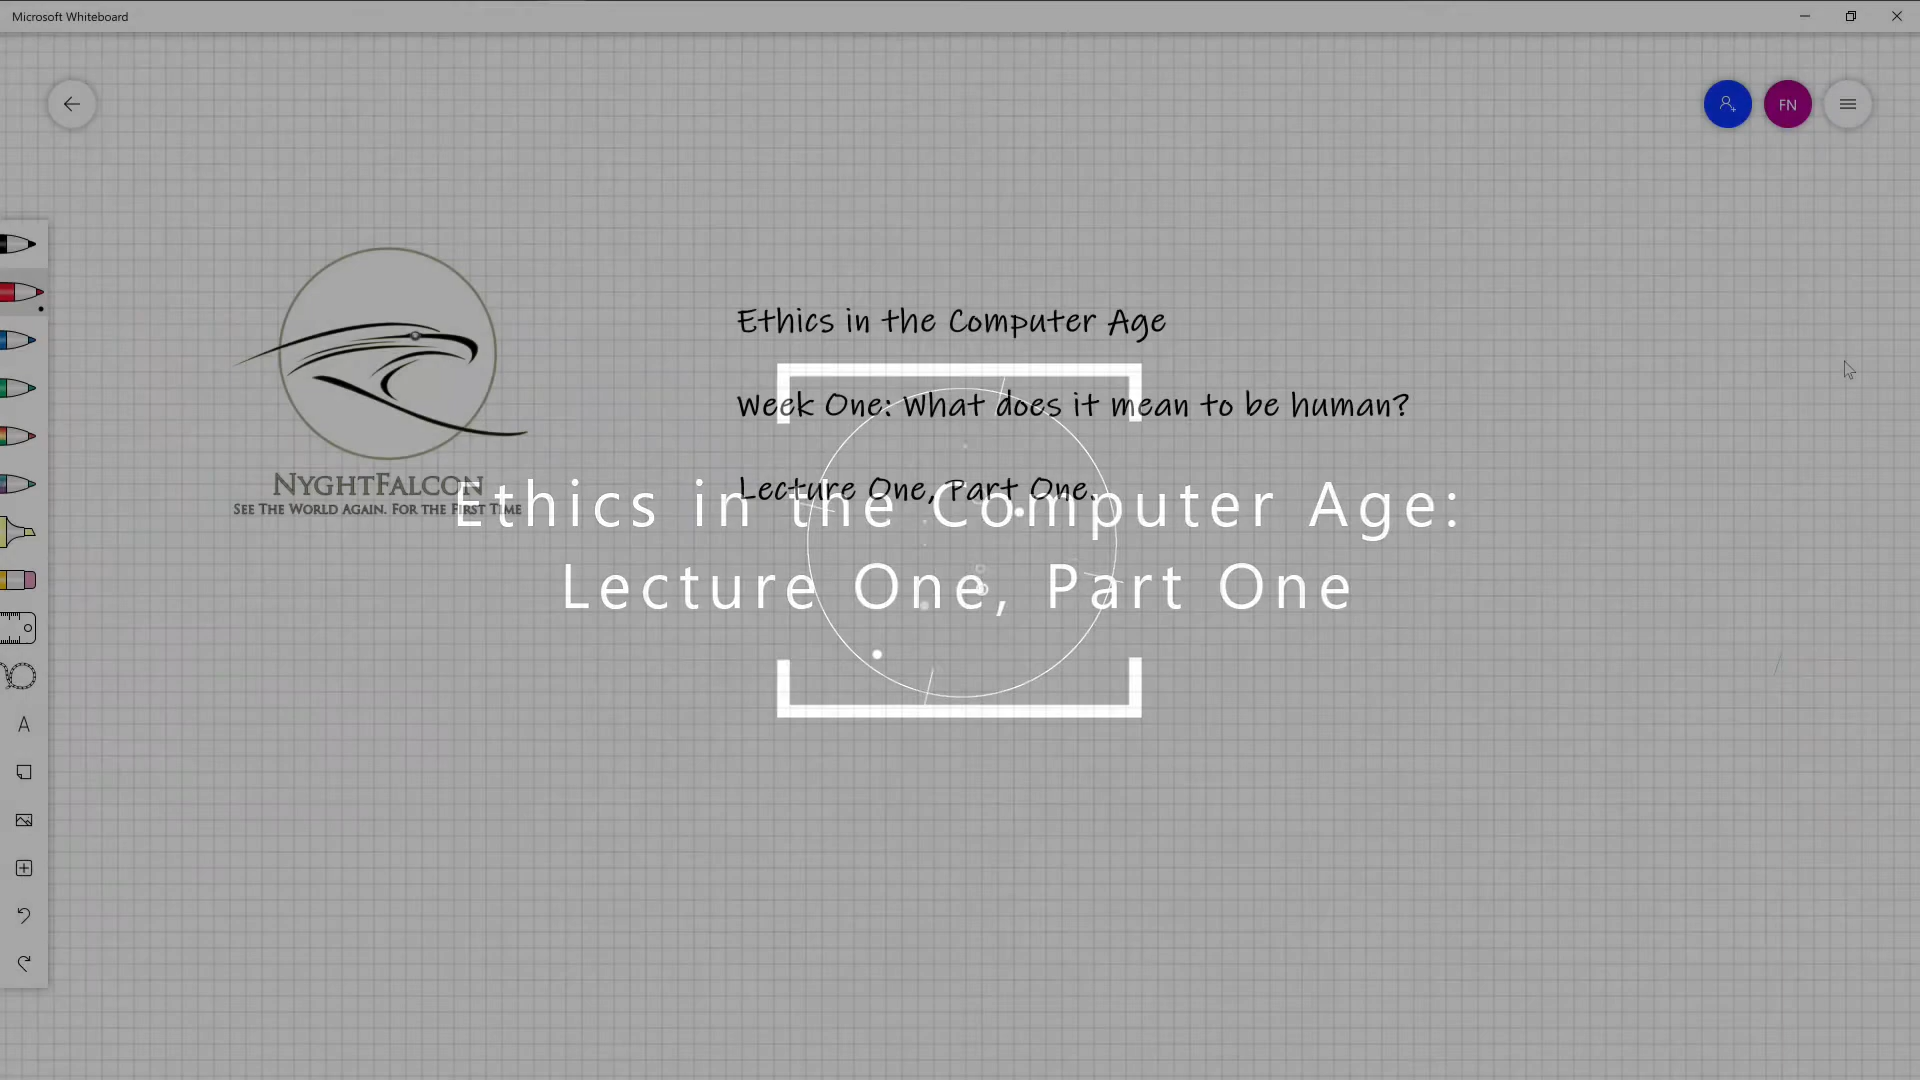 Microsoft Whiteboard
FN
Ethics in the Computer Age
Week One: What does it mean to be human?
Lecture One, Part One.
NyghtFalcon
See The World Again. For the First Time
Ethics in the Computer Age:
Lecture One, Part One
A